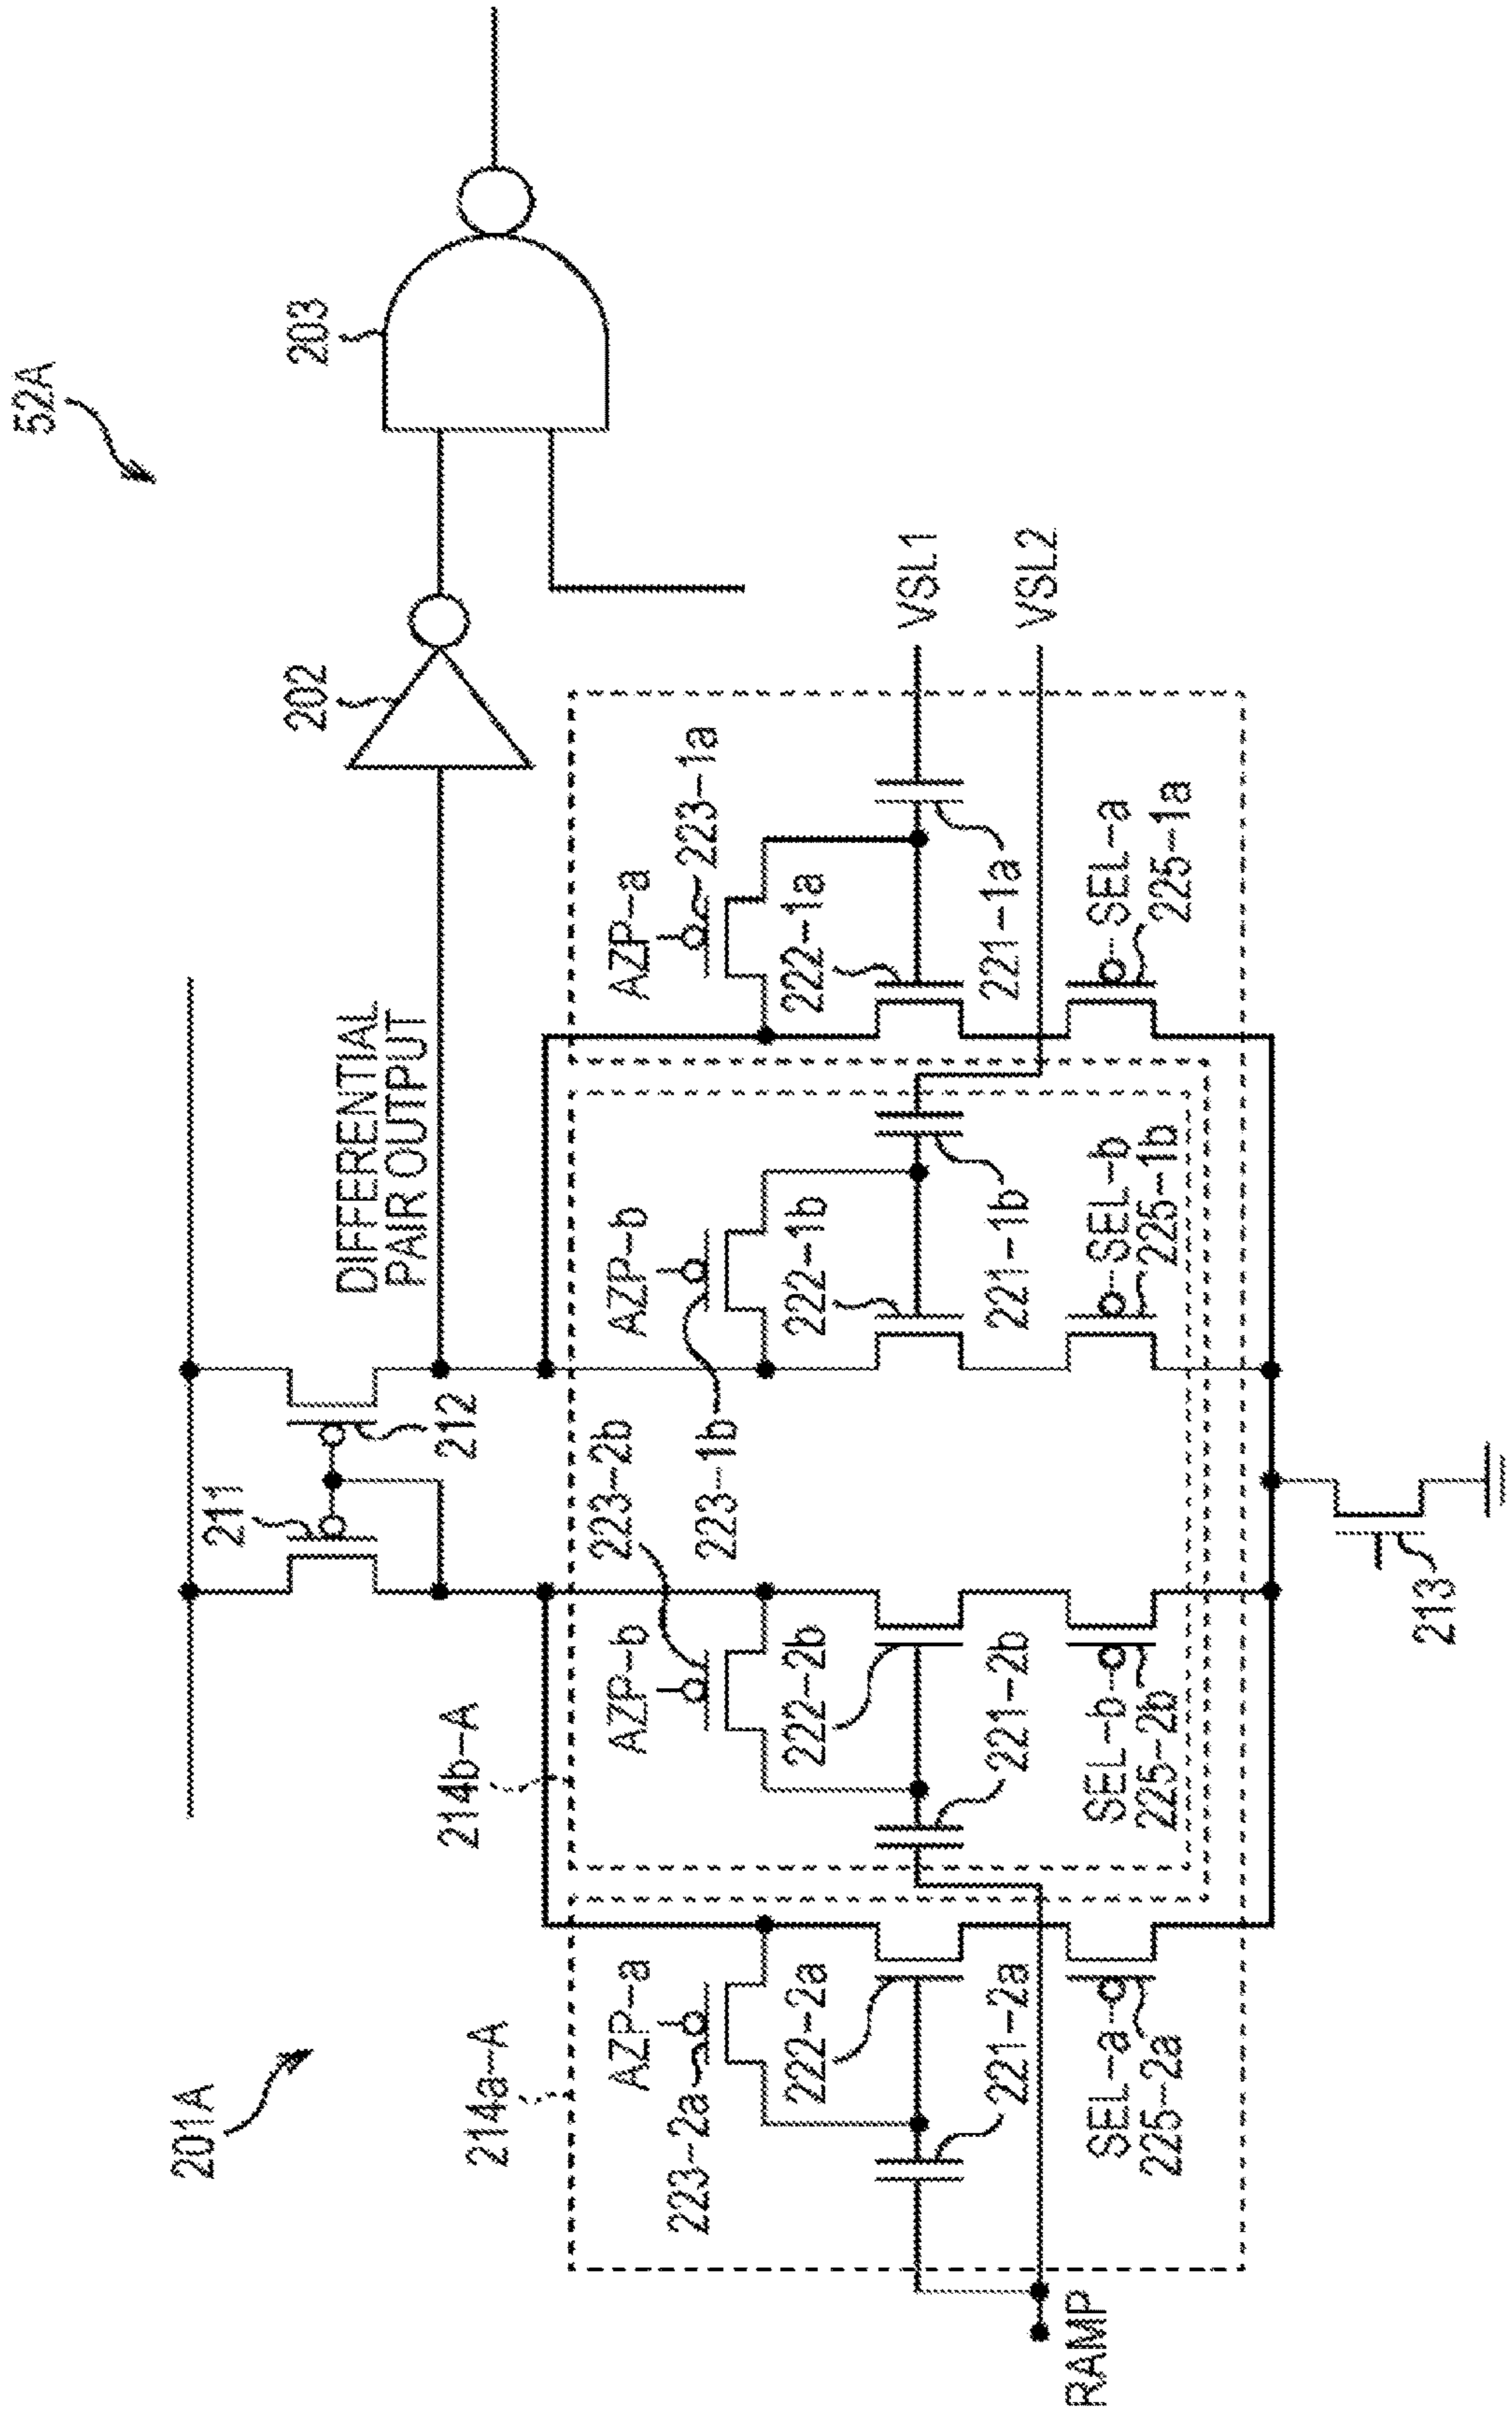 52A
201A
203
202
211
212
DIFFERENTIAL
PAIR OUTPUT
214a-A
214b-A
AZP-a
223-2a
AZP-b
223-2b
223-1b
AZP-b
AZP-a
223-1a
222-2a
222-2b
222-1b
222-1a
221-2a
221-2b
221-1b
221-1a
VSL1
VSL2
RAMP
SEL-a
225-2a
SEL-b
225-2b
SEL-b
225-1b
SEL-a
225-1a
213